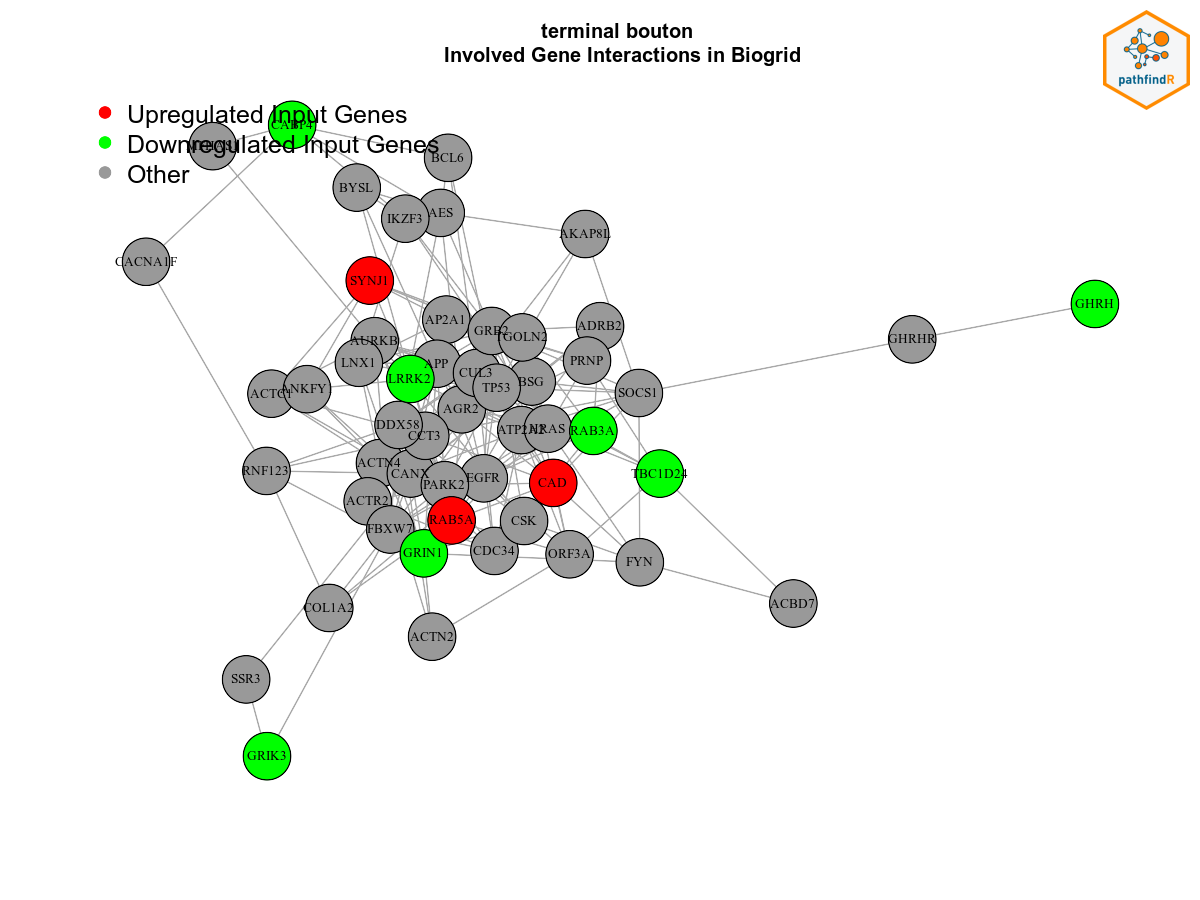 terminal bouton
Involved Gene Interactions in Biogrid
pathfindR
Upregulated Input Genes
Downregulated Input Genes
Other
CABP4
BCL6
BYSL
IKZF3
AES
AKAP8L
CACNA1F
SYNJ1
GHRH
AP2A1
GRB2
TGOLN2
ADRB2
AURKB
GHRHR
LNX1
APP
PRNP
LRRK2
CUL3
TP53
BSG
ACTC1
ANKFY
SOCS1
AGR2
DDX58
CCT3
ATP2A2
HRAS
RAB3A
ACTN4
RNF123
CANX
PARK2
EGFR
CAD
TBC1D24
ACTR2
FBXW7
RAB5A
CSK
GRIN1
CDC34
ORF3A
FYN
COL1A2
ACTN2
ACBD7
SSR3
GRIK3